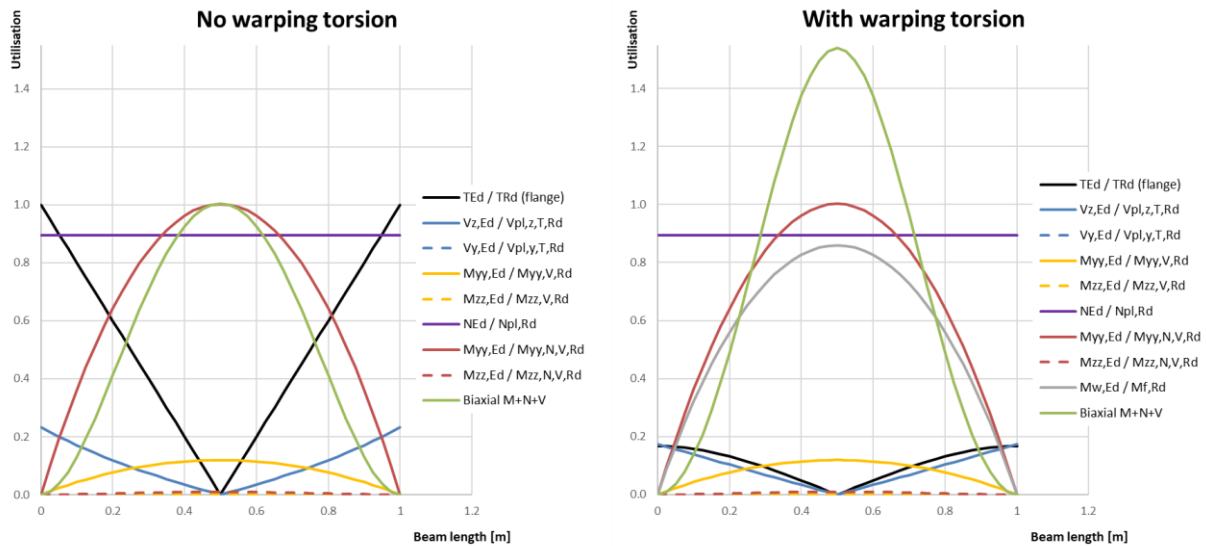 No warping torsion
Utilisation
1.4
1.2
1.0
0.8
0.6
0.4
0.2
0.0
0
0.2
0.4
0.6
0.8
1
Beam length [m]
TEd / TRd (flange)
Vz,Ed / Vpl,z,T,Rd
Vy,Ed / Vpl,y,T,Rd
Myy,Ed / Myy,V,Rd
Mzz,Ed / Mzz,V,Rd
NEd / Npl,Rd
Myy,Ed / Myy,N,V,Rd
Mzz,Ed / Mzz,N,V,Rd
Biaxial M+N+V
With warping torsion
Utilisation
1.4
1.2
1.0
0.8
0.6
0.4
0.2
0.0
0
0.2
0.4
0.6
0.8
1
Beam length [m]
TEd / TRd (flange)
Vz,Ed / Vpl,z,T,Rd
Vy,Ed / Vpl,y,T,Rd
Myy,Ed / Myy,V,Rd
Mzz,Ed / Mzz,V,Rd
NEd / Npl,Rd
Myy,Ed / Myy,N,V,Rd
Mzz,Ed / Mzz,N,V,Rd
Mw,Ed / Mf,Rd
Biaxial M+N+V